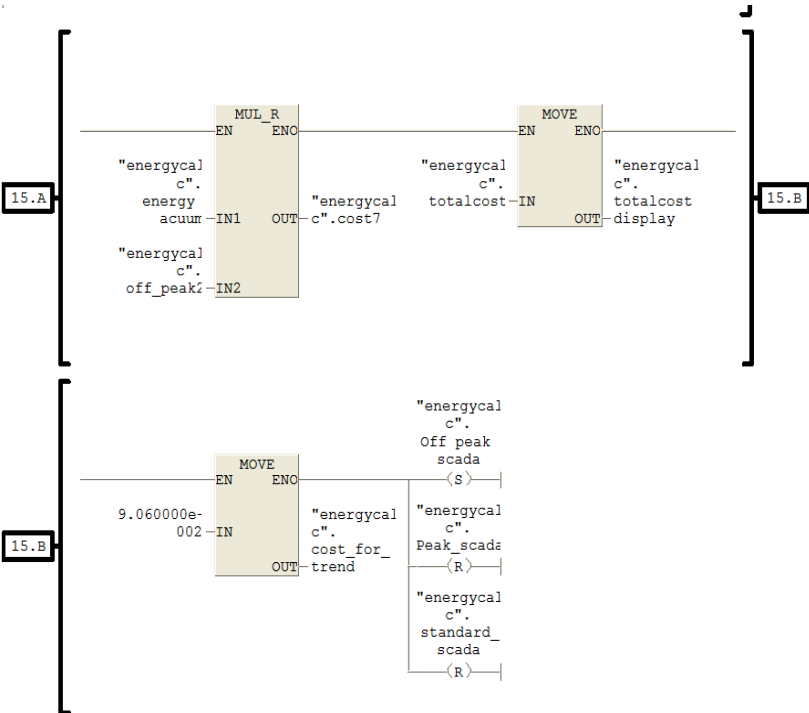 MUL_R
EN ENO
"energycal
c".
energy
acuum
IN1 OUT
"energycal
c".cost7
"energycal
c".
off_peak2
IN2
MOVE
EN ENO
"energycal
c".
totalcost
IN
OUT
"energycal
c".
totalcost
display
15.A
15.B
MOVE
EN ENO
9.060000e-
002
IN
OUT
"energycal
c".
cost_for_
trend
"energycal
c".
Off peak
scada
(S)
"energycal
c".
Peak_scada
(R)
"energycal
c".
standard_
scada
(R)
15.B